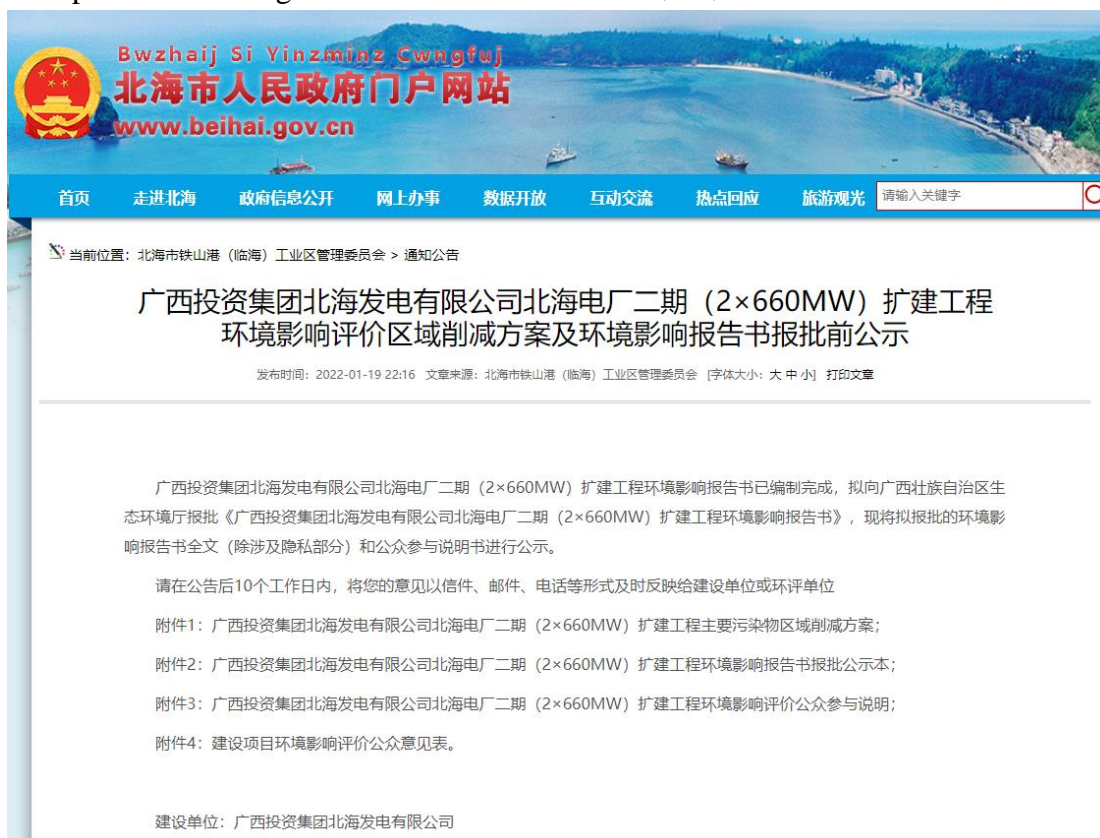 Bwzhaij Si Yinzminz Cwngfuj
北海市人民政府门户网站
www.beihai.gov.cn
首页 走进北海 政府信息公开 网上办事 数据开放 互动交流 热点回应 旅游观光 请输入关键字
当前位置：北海市铁山港（临海）工业区管理委员会 > 通知公告
广西投资集团北海发电有限公司北海电厂二期（2×660MW）扩建工程
环境影响评价区域削减方案及环境影响报告书报批前公示
发布时间：2022-01-19 22:16 文章来源：北海市铁山港（临海）工业区管理委员会 [字体大小：大 中 小] 打印文章
广西投资集团北海发电有限公司北海电厂二期（2×660MW）扩建工程环境影响报告书已编制完成，拟向广西壮族自治区生
态环境厅报批《广西投资集团北海发电有限公司北海电厂二期（2×660MW）扩建工程环境影响报告书》，现将拟报批的环境影
响报告书全文（除涉及隐私部分）和公众参与说明书进行公示。
请在公告后10个工作日内，将您的意见以信件、邮件、电话等形式及时反映给建设单位或环评单位
附件1：广西投资集团北海发电有限公司北海电厂二期（2×660MW）扩建工程主要污染物区域削减方案；
附件2：广西投资集团北海发电有限公司北海电厂二期（2×660MW）扩建工程环境影响报告书报批公示本；
附件3：广西投资集团北海发电有限公司北海电厂二期（2×660MW）扩建工程环境影响评价公众参与说明；
附件4：建设项目环境影响评价公众意见表。
建设单位：广西投资集团北海发电有限公司